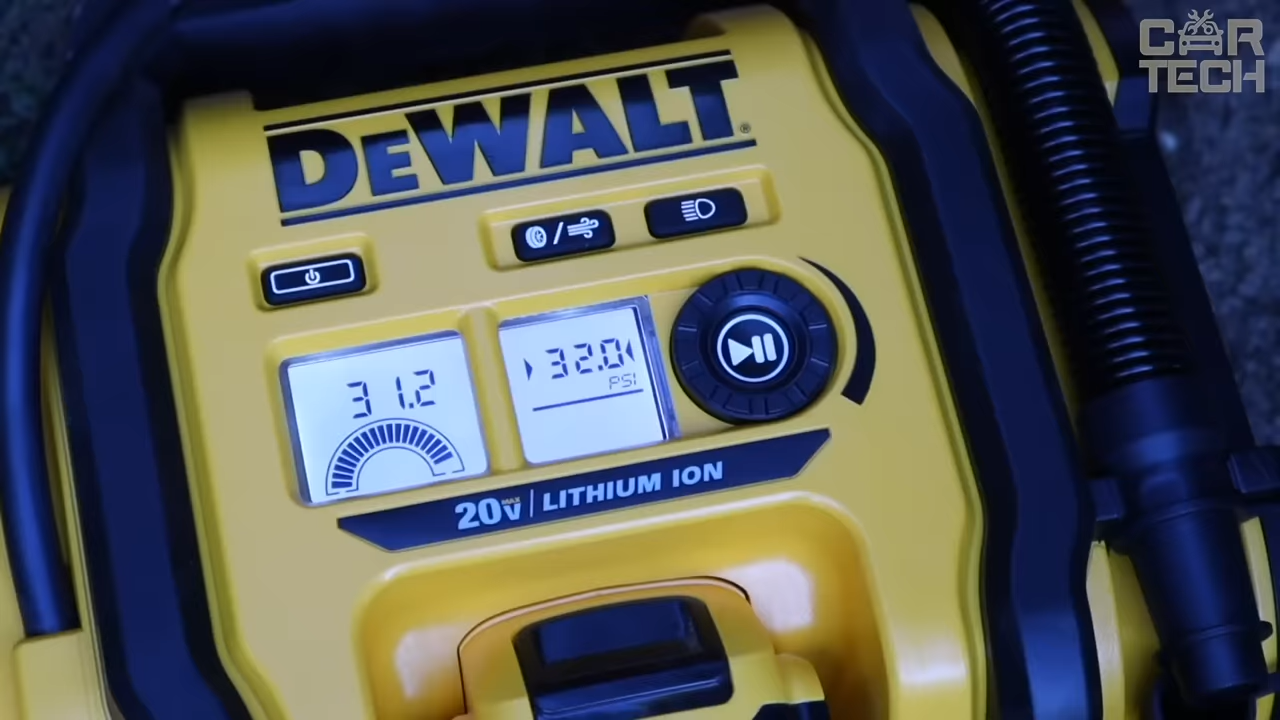 CAR
TECH
DEWALT®
/
31.2
32.0
PSI
20V MAX | LITHIUM ION